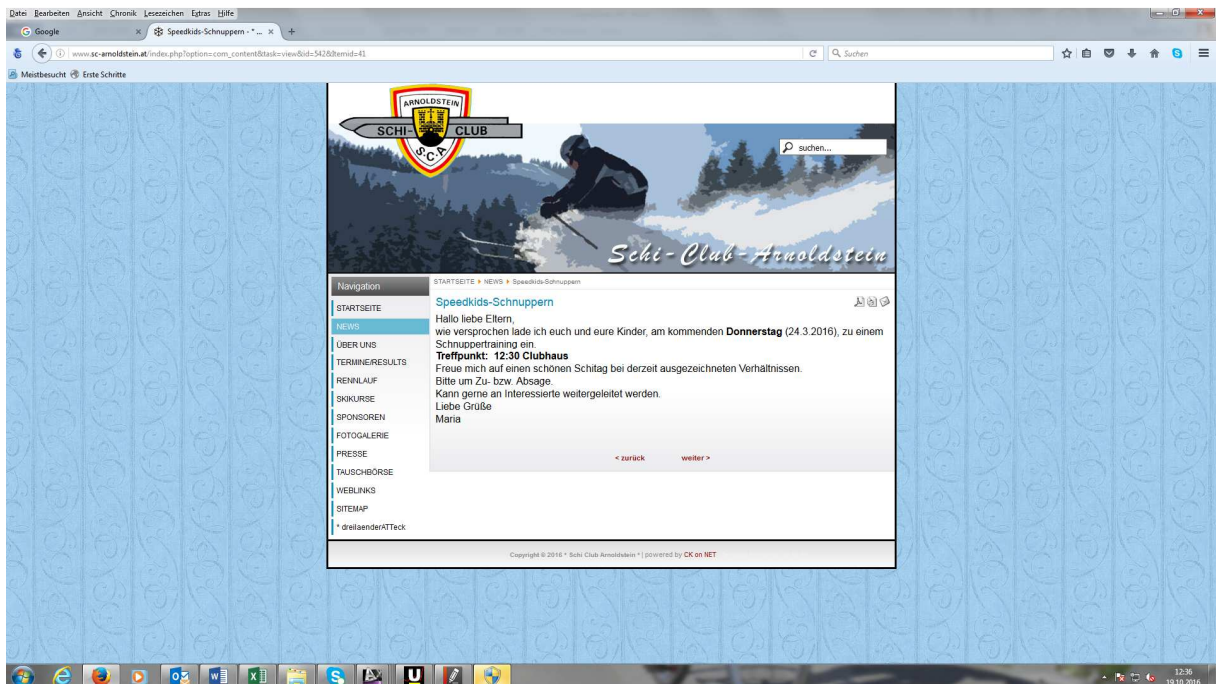 Datei Bearbeiten Ansicht Chronik Lesezeichen Extras Hilfe
Google
Speedkids-Schnuppern - * ...
www.sc-arnoldstein.at/index.php?option=com_content&task=view&id=542&Itemid=41
Suchen
Meistbesucht Erste Schritte
ARNOLDSTEIN
SCHI- CLUB
S.C.A
suchen...
Schi-Club-Arnoldstein
Navigation
STARTSEITE
NEWS
ÜBER UNS
TERMINE/RESULTS
RENNLAUF
SKIKURSE
SPONSOREN
FOTOGALERIE
PRESSE
TAUSCHBÖRSE
WEBLINKS
SITEMAP
* dreilaenderATTeck
STARTSEITE NEWS Speedkids-Schnuppern
Speedkids-Schnuppern
Hallo liebe Eltern,
wie versprochen lade ich euch und eure Kinder, am kommenden Donnerstag (24.3.2016), zu einem
Schnuppertraining ein.
Treffpunkt: 12:30 Clubhaus
Freue mich auf einen schönen Schitag bei derzeit ausgezeichneten Verhältnissen.
Bitte um Zu- bzw. Absage.
Kann gerne an Interessierte weitergeleitet werden.
Liebe Grüße
Maria
< zurück weiter >
Copyright © 2016 * Schi Club Arnoldstein * | powered by CK on NET
12:36
19.10.2016